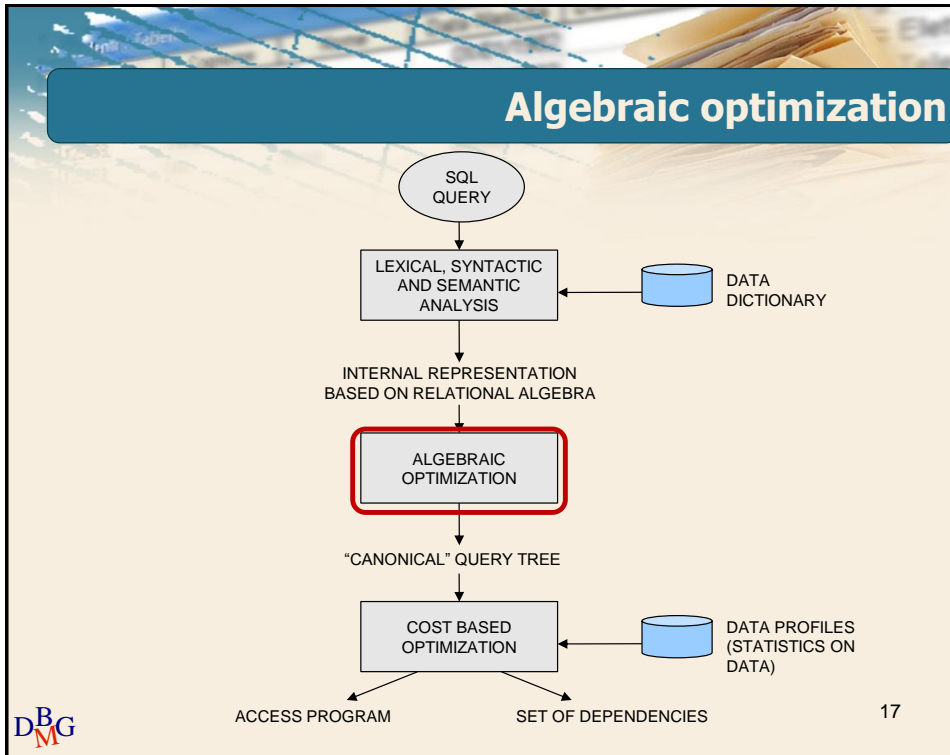 Algebraic optimization
SQL
QUERY
LEXICAL, SYNTACTIC
AND SEMANTIC
ANALYSIS
DATA
DICTIONARY
INTERNAL REPRESENTATION
BASED ON RELATIONAL ALGEBRA
ALGEBRAIC
OPTIMIZATION
“CANONICAL” QUERY TREE
COST BASED
OPTIMIZATION
DATA PROFILES
(STATISTICS ON
DATA)
ACCESS PROGRAM
SET OF DEPENDENCIES
DBMG
17